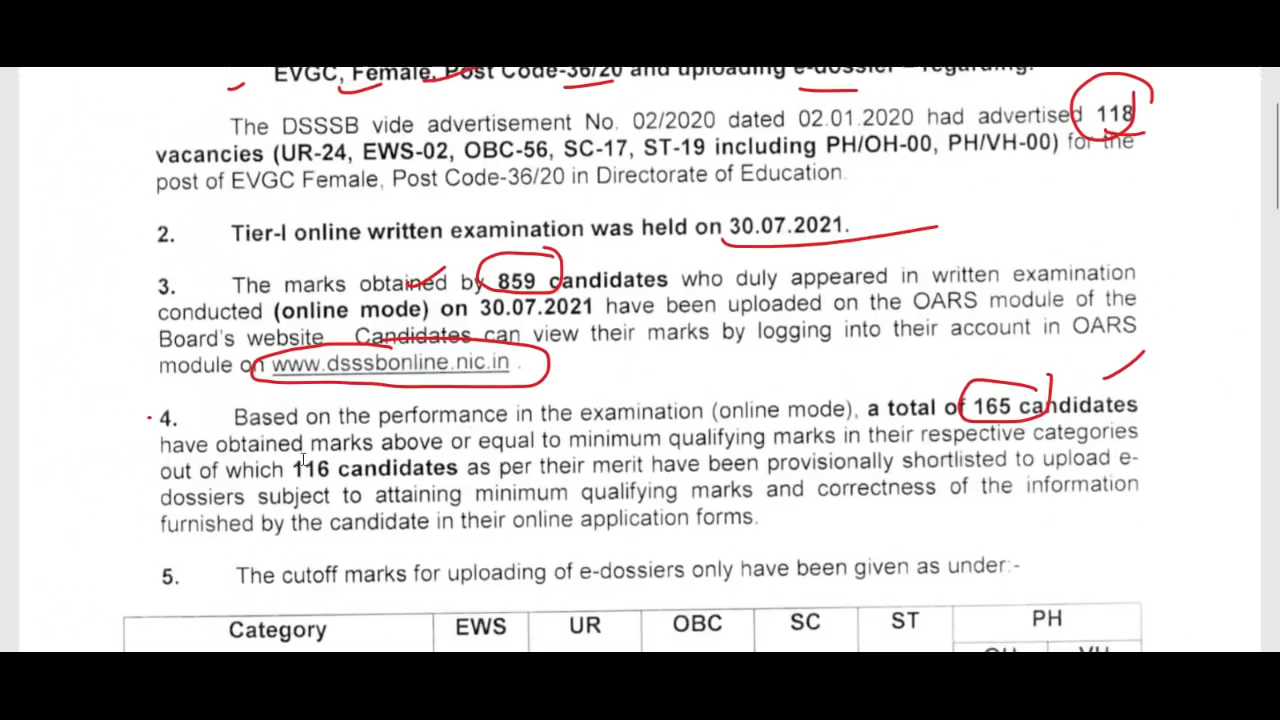 EVGC, Female, Post Code-36/20 and uploading e-dossier – regarding.
The DSSSB vide advertisement No. 02/2020 dated 02.01.2020 had advertised 118
vacancies (UR-24, EWS-02, OBC-56, SC-17, ST-19 including PH/OH-00, PH/VH-00) for the
post of EVGC Female, Post Code-36/20 in Directorate of Education.
2. Tier-I online written examination was held on 30.07.2021.
3. The marks obtained by 859 candidates who duly appeared in written examination
conducted (online mode) on 30.07.2021 have been uploaded on the OARS module of the
Board's website. Candidates can view their marks by logging into their account in OARS
module on www.dsssbonline.nic.in .
4. Based on the performance in the examination (online mode), a total of 165 candidates
have obtained marks above or equal to minimum qualifying marks in their respective categories
out of which 116 candidates as per their merit have been provisionally shortlisted to upload e-
dossiers subject to attaining minimum qualifying marks and correctness of the information
furnished by the candidate in their online application forms.
5. The cutoff marks for uploading of e-dossiers only have been given as under:-
Category EWS UR OBC SC ST PH
OH VH